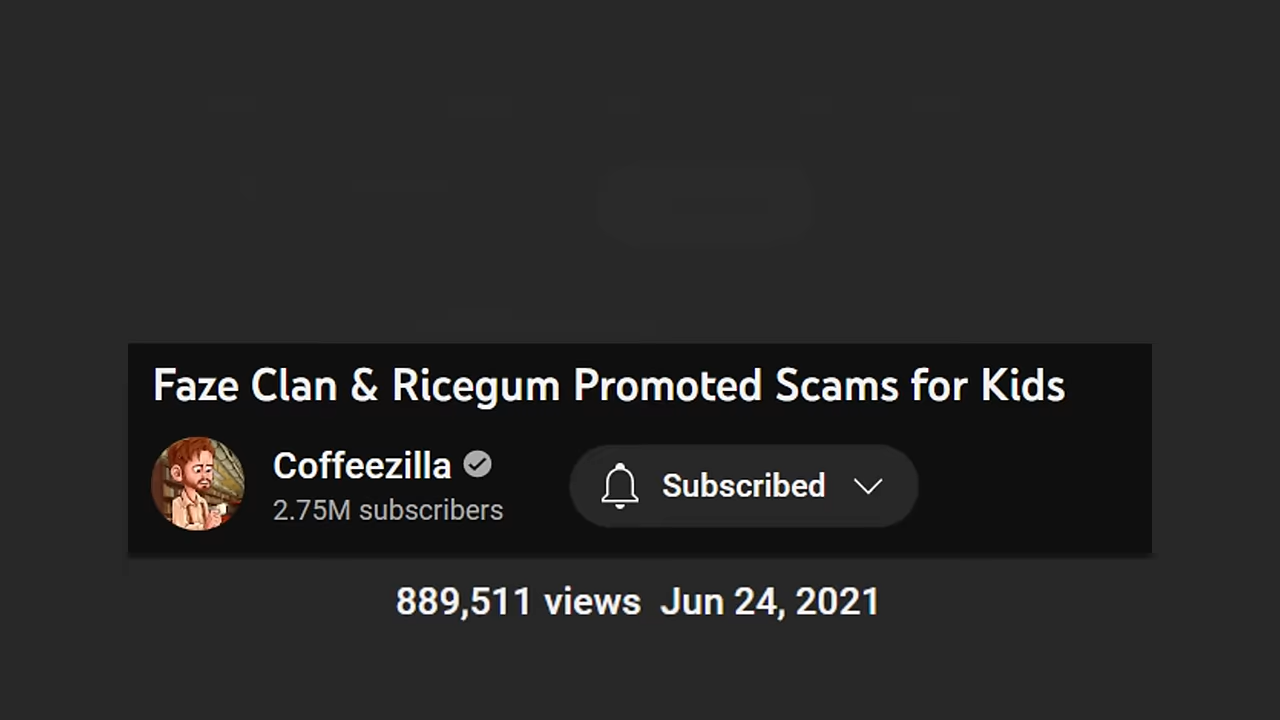 Faze Clan & Ricegum Promoted Scams for Kids
Coffeezilla
Subscribed
2.75M subscribers
889,511 views Jun 24, 2021